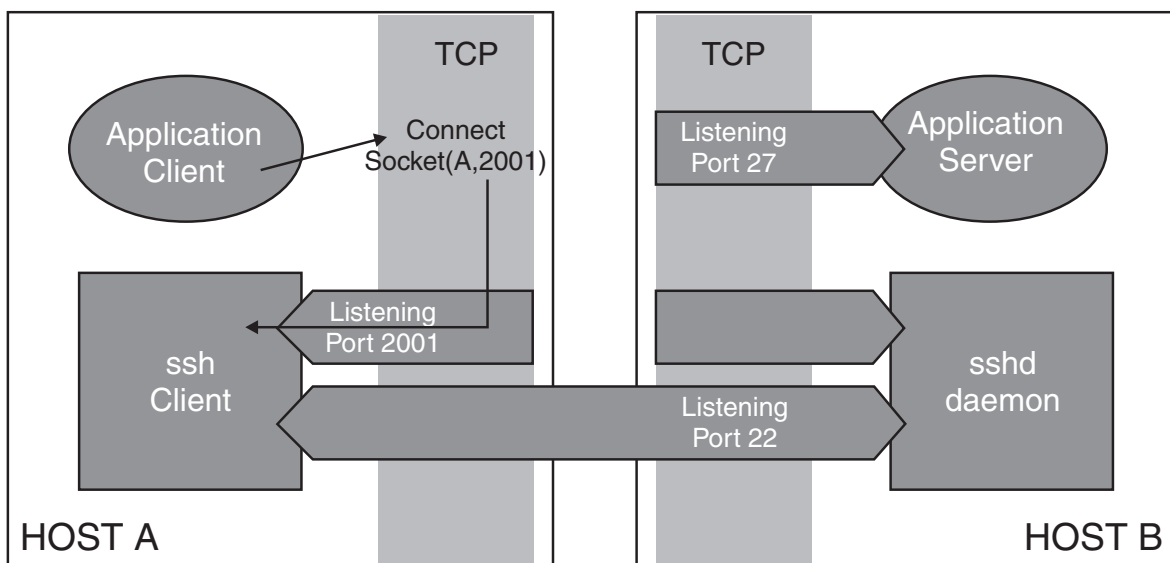 TCP
TCP
Application
Client
Connect
Socket(A,2001)
Listening
Port 27
Application
Server
ssh
Client
Listening
Port 2001
Listening
Port 22
sshd
daemon
HOST A
HOST B